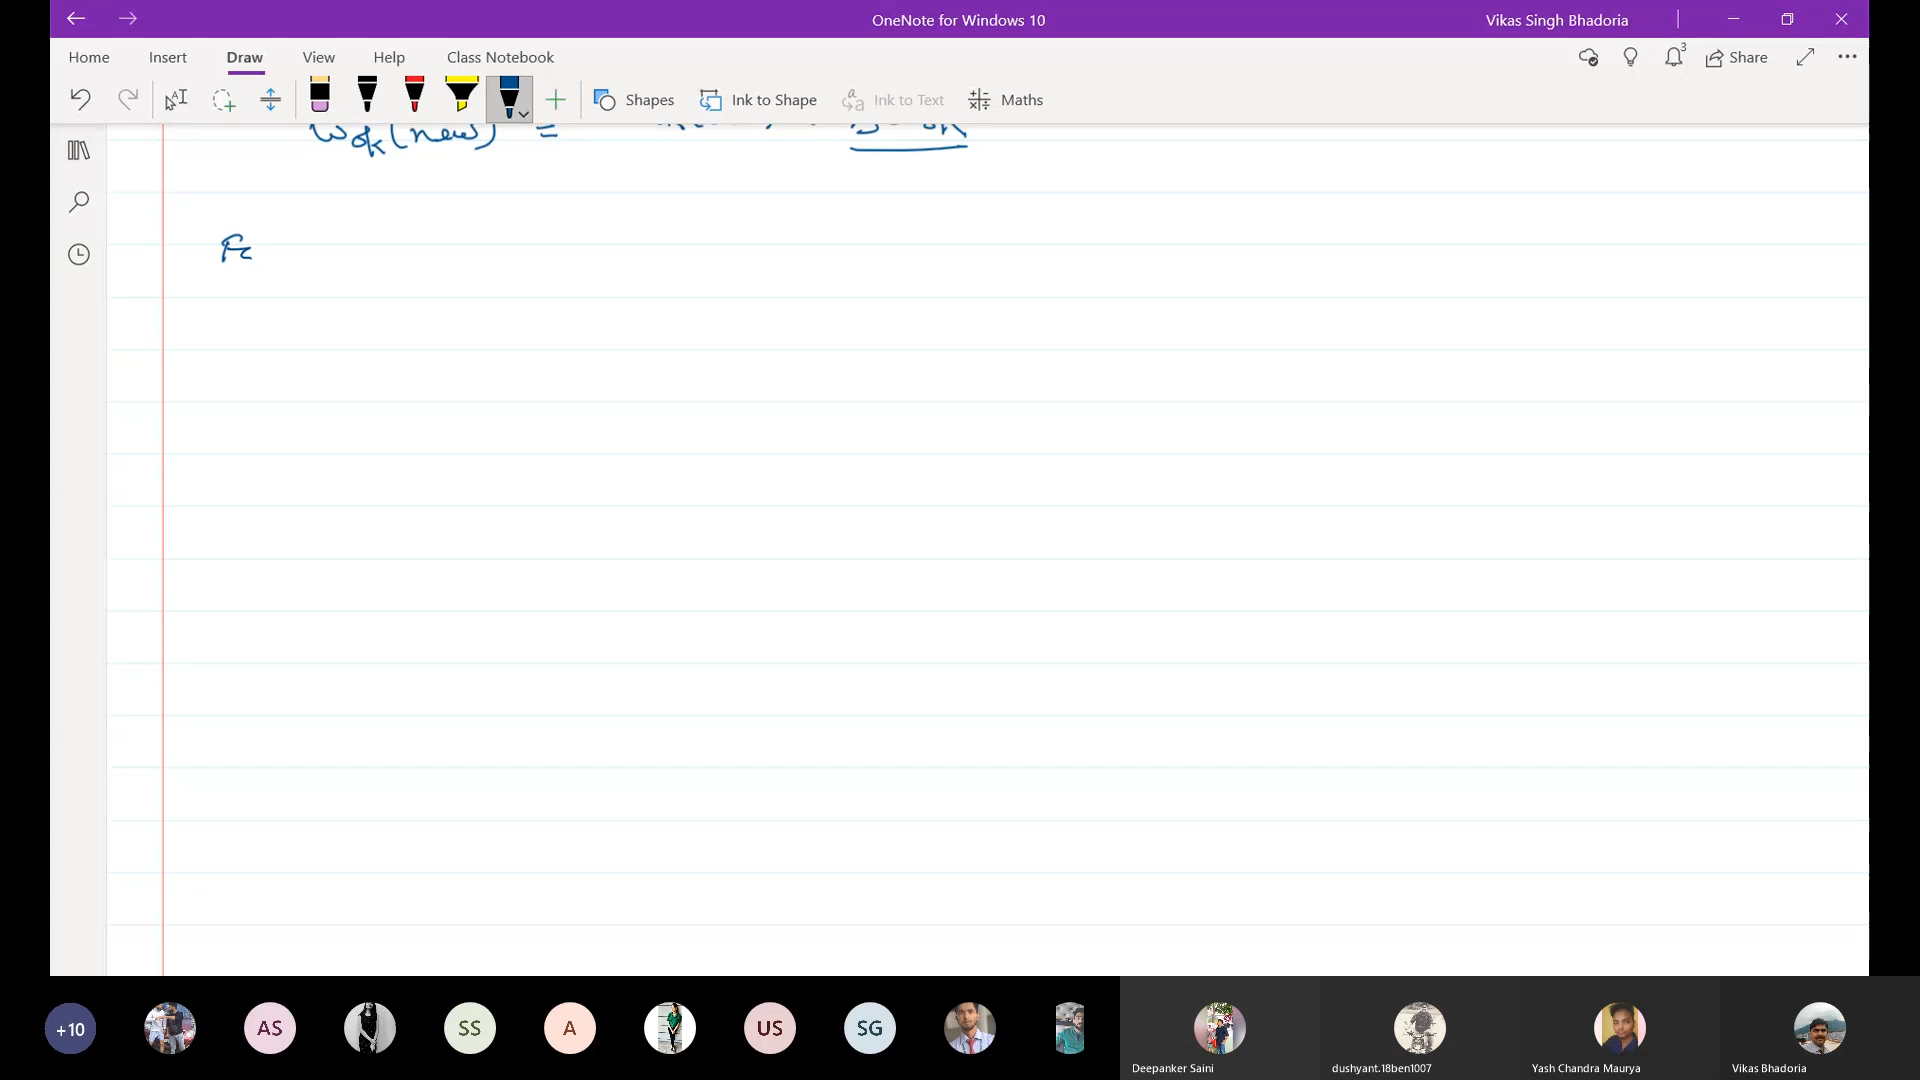 OneNote for Windows 10
Vikas Singh Bhadoria
Home Insert Draw View Help Class Notebook
3
Share
Shapes
Ink to Shape
Ink to Text
Maths
Wok(new) =
+10
AS
SS
A
US
SG
Deepanker Saini
dushyant.18ben1007
Yash Chandra Maurya
Vikas Bhadoria